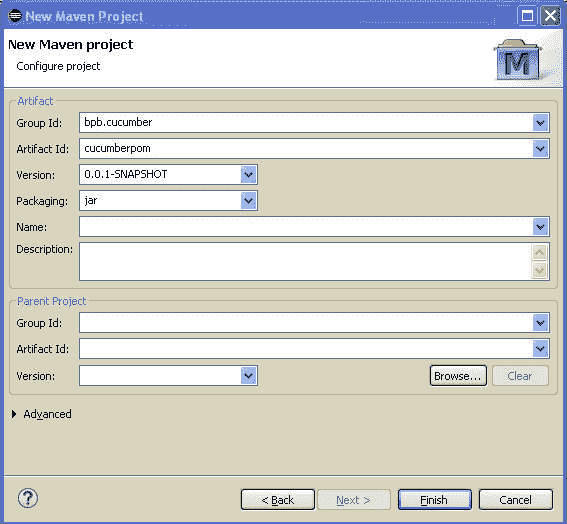 New Maven Project
New Maven project
Configure project
M
Artifact
Group Id: bpb.cucumber
Artifact Id: cucumberpom
Version: 0.0.1-SNAPSHOT
Packaging: jar
Name:
Description:
Parent Project
Group Id:
Artifact Id:
Version: Browse... Clear
Advanced
? < Back Next > Finish Cancel